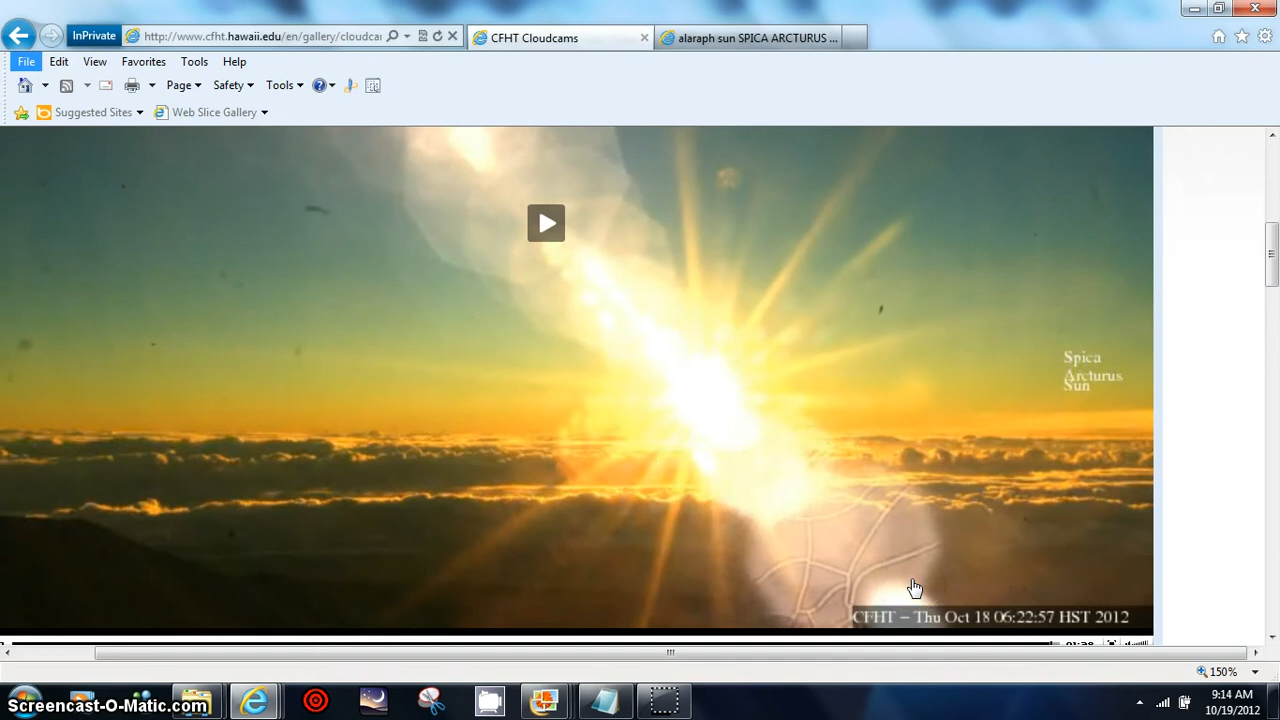 InPrivate
http://www.cfht.hawaii.edu/en/gallery/cloudca
CFHT Cloudcams
alaraph sun SPICA ARCTURUS ...
File Edit View Favorites Tools Help
Page Safety Tools
Suggested Sites Web Slice Gallery
Spica
Arcturus
Sun
CFHT – Thu Oct 18 06:22:57 HST 2012
150%
9:14 AM
10/19/2012
Screencast-O-Matic.com